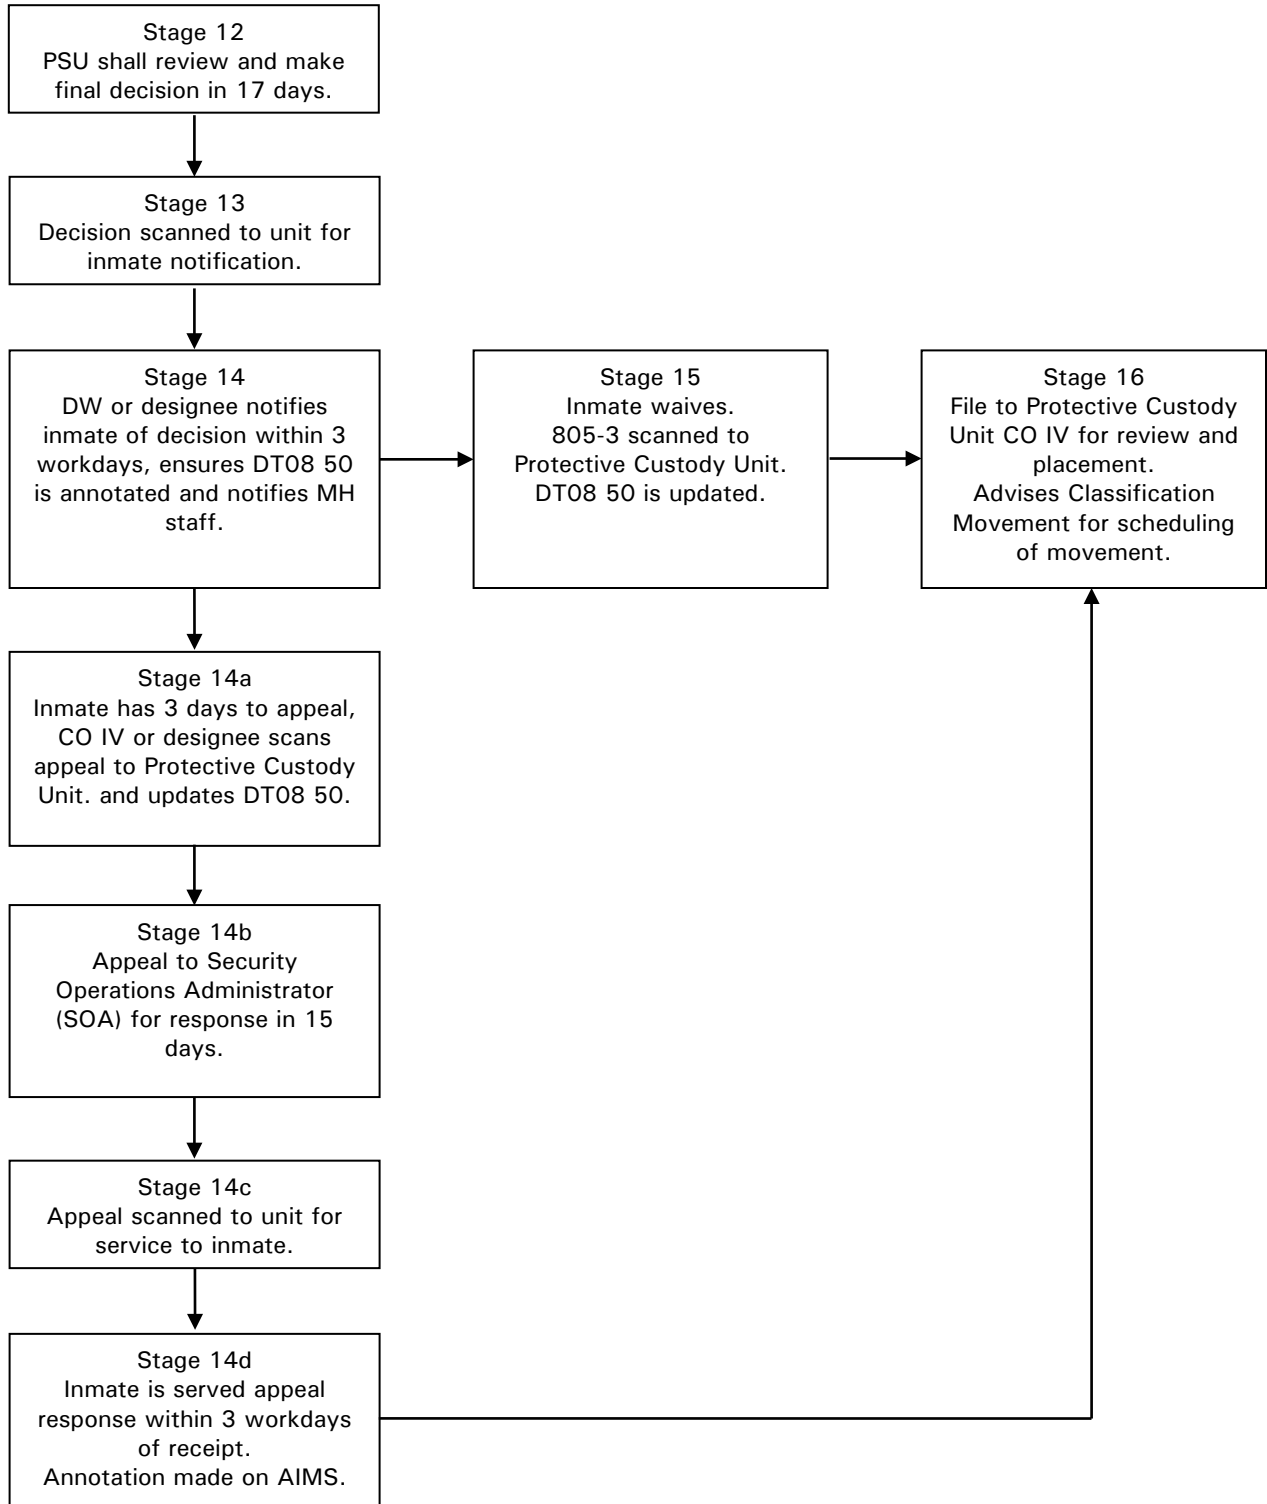 Stage 12
PSU shall review and make
final decision in 17 days.
Stage 13
Decision scanned to unit for
inmate notification.
Stage 14
DW or designee notifies
inmate of decision within 3
workdays, ensures DT08 50
is annotated and notifies MH
staff.
Stage 15
Inmate waives.
805-3 scanned to
Protective Custody Unit.
DT08 50 is updated.
Stage 16
File to Protective Custody
Unit CO IV for review and
placement.
Advises Classification
Movement for scheduling
of movement.
Stage 14a
Inmate has 3 days to appeal,
CO IV or designee scans
appeal to Protective Custody
Unit. and updates DT08 50.
Stage 14b
Appeal to Security
Operations Administrator
(SOA) for response in 15
days.
Stage 14c
Appeal scanned to unit for
service to inmate.
Stage 14d
Inmate is served appeal
response within 3 workdays
of receipt.
Annotation made on AIMS.